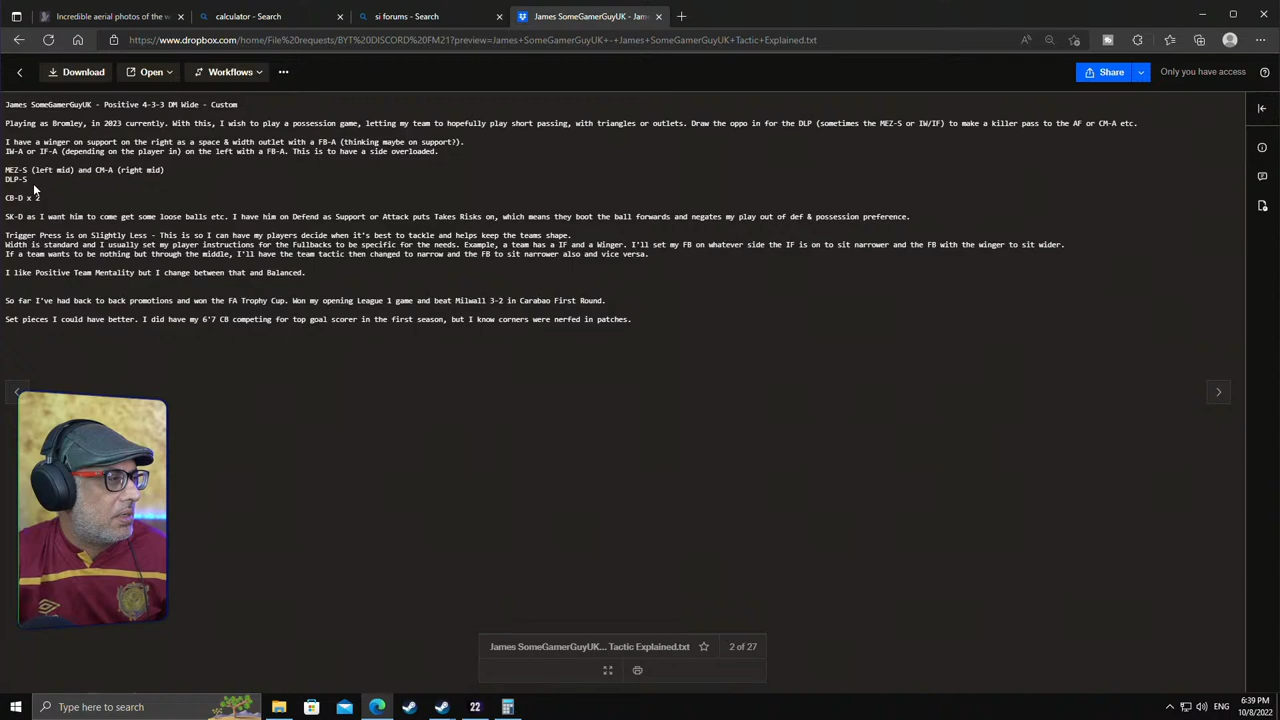 Incredible aerial photos of the w
calculator - Search
si forums - Search
James SomeGamerGuyUK - Jam
https://www.dropbox.com/home/File%20requests/BYT%20DISCORD%20FM21?preview=James+SomeGamerGuyUK+-+James+SomeGamerGuyUK+Tactic+Explained.txt
Download
Open
Workflows
Share
Only you have access
James SomeGamerGuyUK - Positive 4-3-3 DM Wide - Custom
Playing as Bromley, in 2023 currently. With this, I wish to play a possession game, letting my team to hopefully play short passing, with triangles or outlets. Draw the oppo in for the DLP (sometimes the MEZ-S or IW/IF) to make a killer pass to the AF or CM-A etc.
I have a winger on support on the right as a space & width outlet with a FB-A (thinking maybe on support?).
IW-A or IF-A (depending on the player in) on the left with a FB-A. This is to have a side overloaded.
MEZ-S (left mid) and CM-A (right mid)
DLP-S
CB-D x 2
SK-D as I want him to come get some loose balls etc. I have him on Defend as Support or Attack puts Takes Risks on, which means they boot the ball forwards and negates my play out of def & possession preference.
Trigger Press is on Slightly Less - This is so I can have my players decide when it's best to tackle and helps keep the teams shape.
Width is standard and I usually set my player instructions for the Fullbacks to be specific for the needs. Example, a team has a IF and a Winger. I'll set my FB on whatever side the IF is on to sit narrower and the FB with the winger to sit wider.
If a team wants to be nothing but through the middle, I'll have the team tactic then changed to narrow and the FB to sit narrower also and vice versa.
I like Positive Team Mentality but I change between that and Balanced.
So far I've had back to back promotions and won the FA Trophy Cup. Won my opening League 1 game and beat Milwall 3-2 in Carabao First Round.
Set pieces I could have better. I did have my 6'7 CB competing for top goal scorer in the first season, but I know corners were nerfed in patches.
James SomeGamerGuyUK... Tactic Explained.txt
2 of 27
Type here to search
22
ENG
6:39 PM
10/8/2022